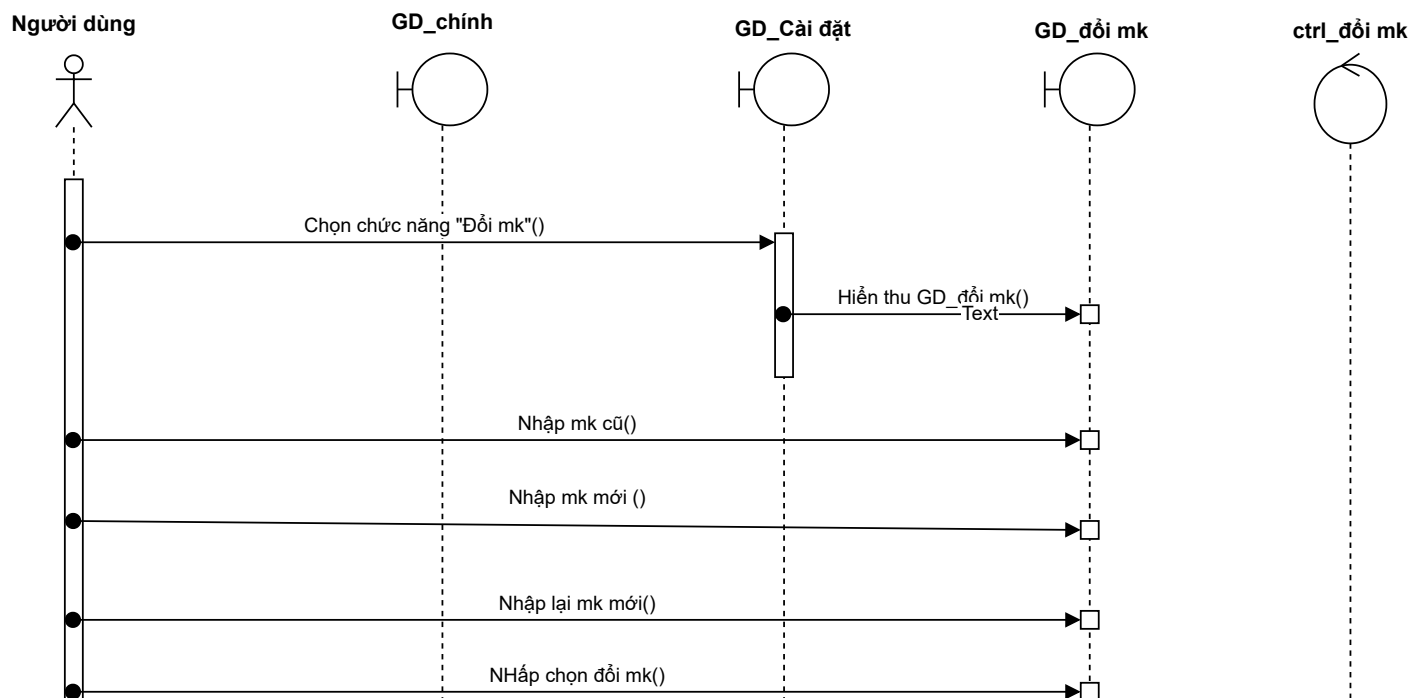 Người dùng
GD_chính
GD_Cài đặt
GD_đổi mk
ctrl_đổi mk
Chọn chức năng "Đổi mk"()
Hiển thu GD_đổi mk()
Text
Nhập mk cũ()
Nhập mk mới ()
Nhập lại mk mới()
NHấp chọn đổi mk()